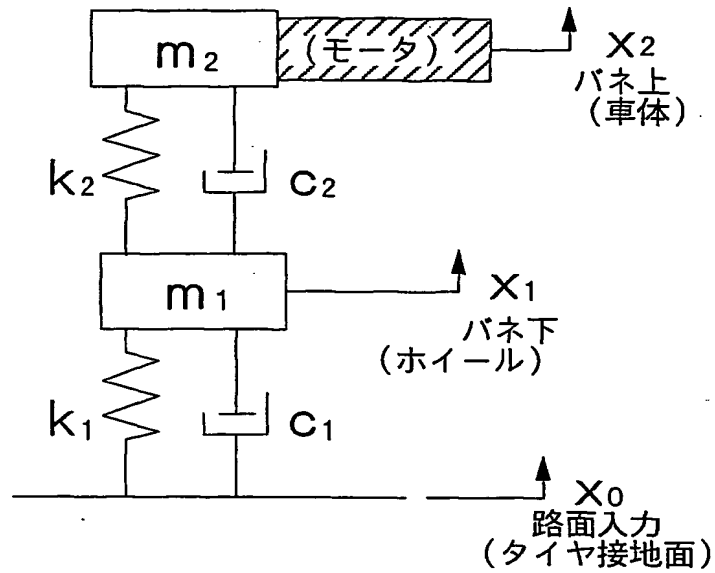 m₂
(モータ)
X₂
バネ上
(車体)
k₂
c₂
m₁
X₁
バネ下
(ホイール)
k₁
c₁
X₀
路面入力
(タイヤ接地面)